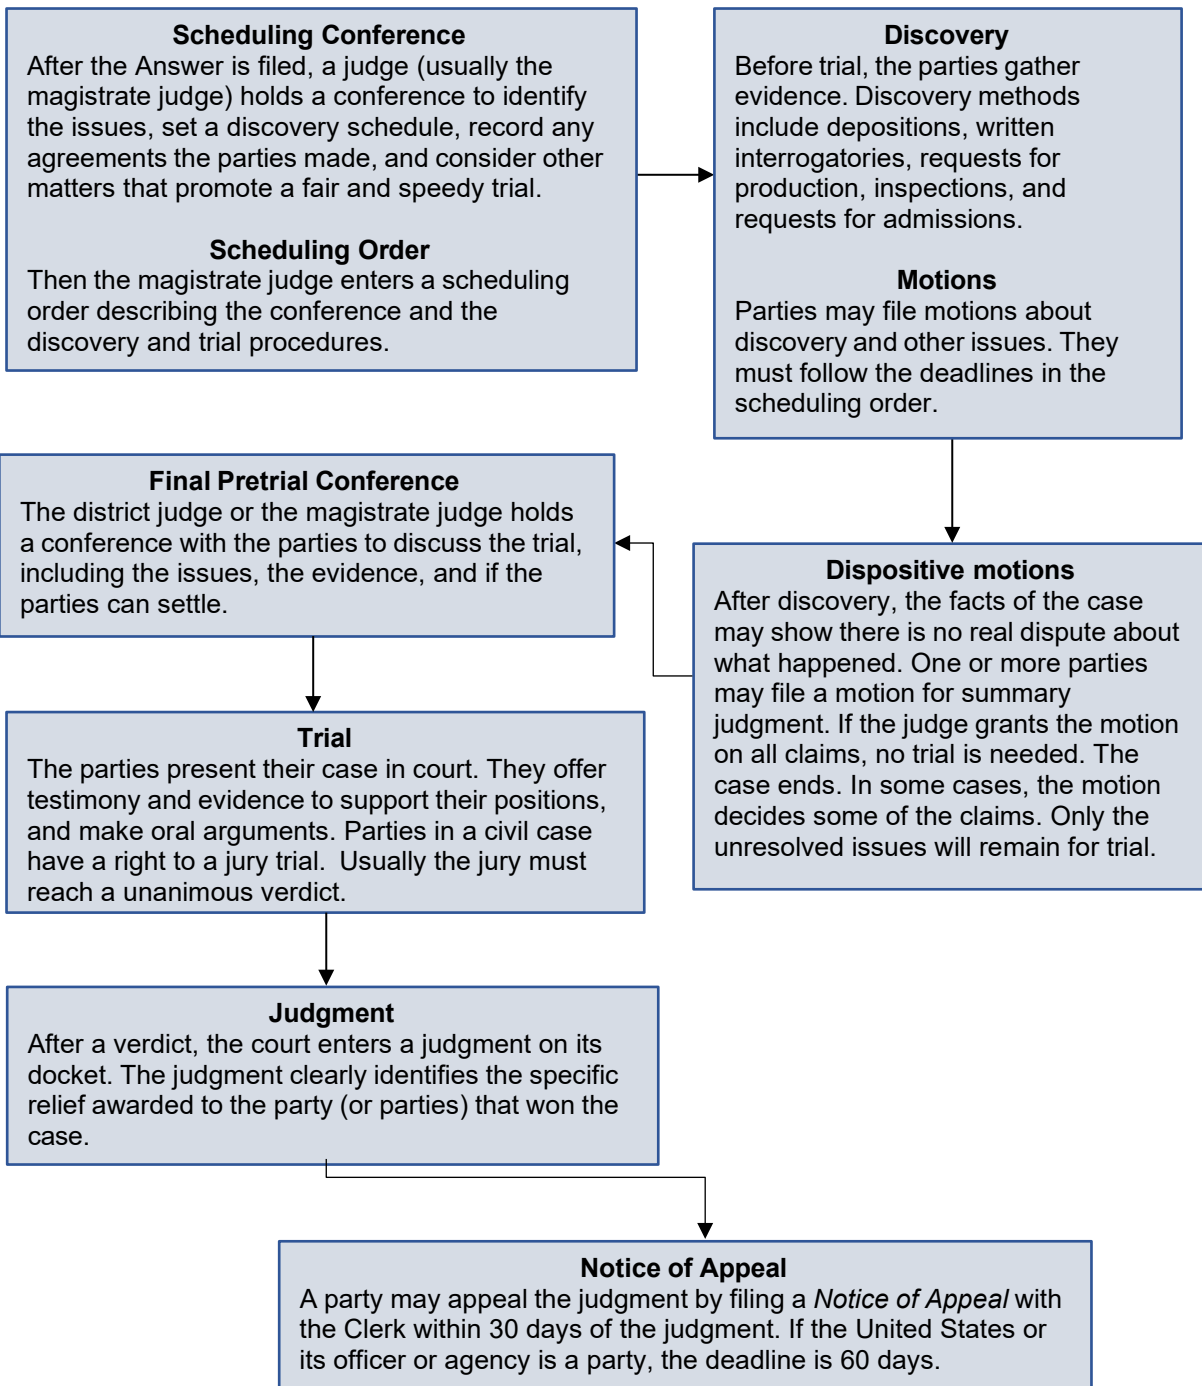 Scheduling Conference
After the Answer is filed, a judge (usually the
magistrate judge) holds a conference to identify
the issues, set a discovery schedule, record any
agreements the parties made, and consider other
matters that promote a fair and speedy trial.
Scheduling Order
Then the magistrate judge enters a scheduling
order describing the conference and the
discovery and trial procedures.
Discovery
Before trial, the parties gather
evidence. Discovery methods
include depositions, written
interrogatories, requests for
production, inspections, and
requests for admissions.
Motions
Parties may file motions about
discovery and other issues. They
must follow the deadlines in the
scheduling order.
Dispositive motions
After discovery, the facts of the case
may show there is no real dispute about
what happened. One or more parties
may file a motion for summary
judgment. If the judge grants the motion
on all claims, no trial is needed. The
case ends. In some cases, the motion
decides some of the claims. Only the
unresolved issues will remain for trial.
Final Pretrial Conference
The district judge or the magistrate judge holds
a conference with the parties to discuss the trial,
including the issues, the evidence, and if the
parties can settle.
Trial
The parties present their case in court. They offer
testimony and evidence to support their positions,
and make oral arguments. Parties in a civil case
have a right to a jury trial.  Usually the jury must
reach a unanimous verdict.
Judgment
After a verdict, the court enters a judgment on its
docket. The judgment clearly identifies the specific
relief awarded to the party (or parties) that won the
case.
Notice of Appeal
A party may appeal the judgment by filing a Notice of Appeal with
the Clerk within 30 days of the judgment. If the United States or
its officer or agency is a party, the deadline is 60 days.